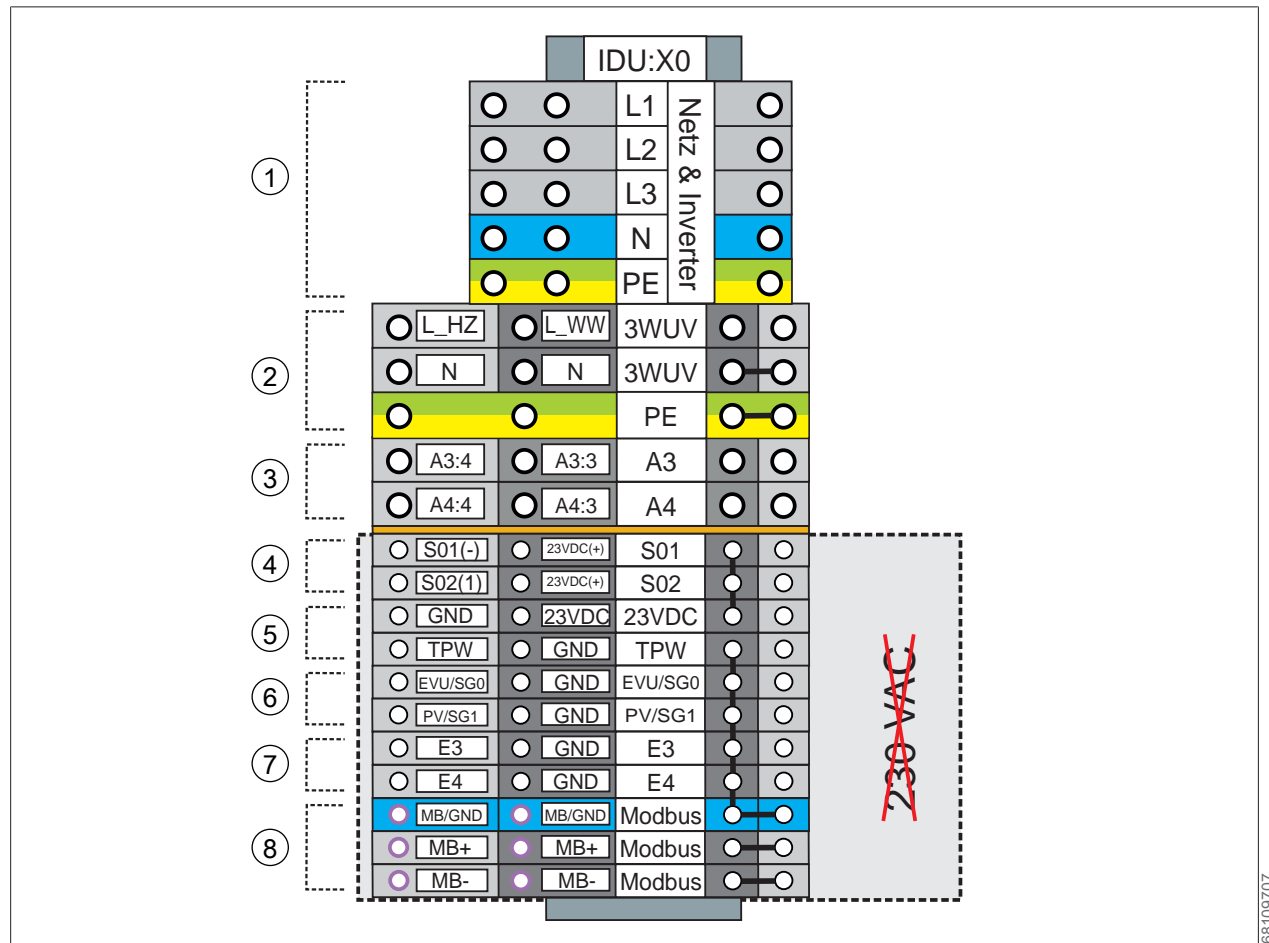 IDU:X0
L1
L2
L3
N
PE
Netz & Inverter
1
L_HZ L_WW 3WUV
N N 3WUV
2
PE
A3:4 A3:3 A3
3
A4:4 A4:3 A4
S01(-) 23VDC(+) S01
4
S02(1) 23VDC(+) S02
GND 23VDC 23VDC
5
TPW GND TPW
EVU/SG0 GND EVU/SG0
6
PV/SG1 GND PV/SG1
E3 GND E3
7
E4 GND E4
MB/GND MB/GND Modbus
8
MB+ MB+ Modbus
MB- MB- Modbus
230 VAC
68109707